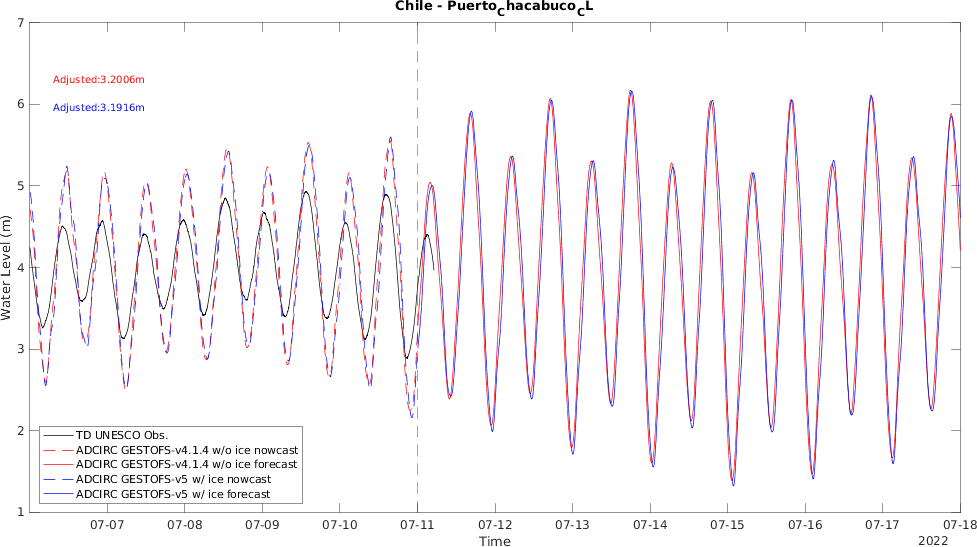 Chile - PuertoChacabucoCL
7
Adjusted:3.2006m
6
Adjusted:3.1916m
5
4
Water Level (m)
3
2
TD UNESCO Obs.
ADCIRC GESTOFS-v4.1.4 w/o ice nowcast
ADCIRC GESTOFS-v4.1.4 w/o ice forecast
ADCIRC GESTOFS-v5 w/ ice nowcast
ADCIRC GESTOFS-v5 w/ ice forecast
1
07-07 07-08 07-09 07-10 07-11 07-12 07-13 07-14 07-15 07-16 07-17 07-18
Time
2022